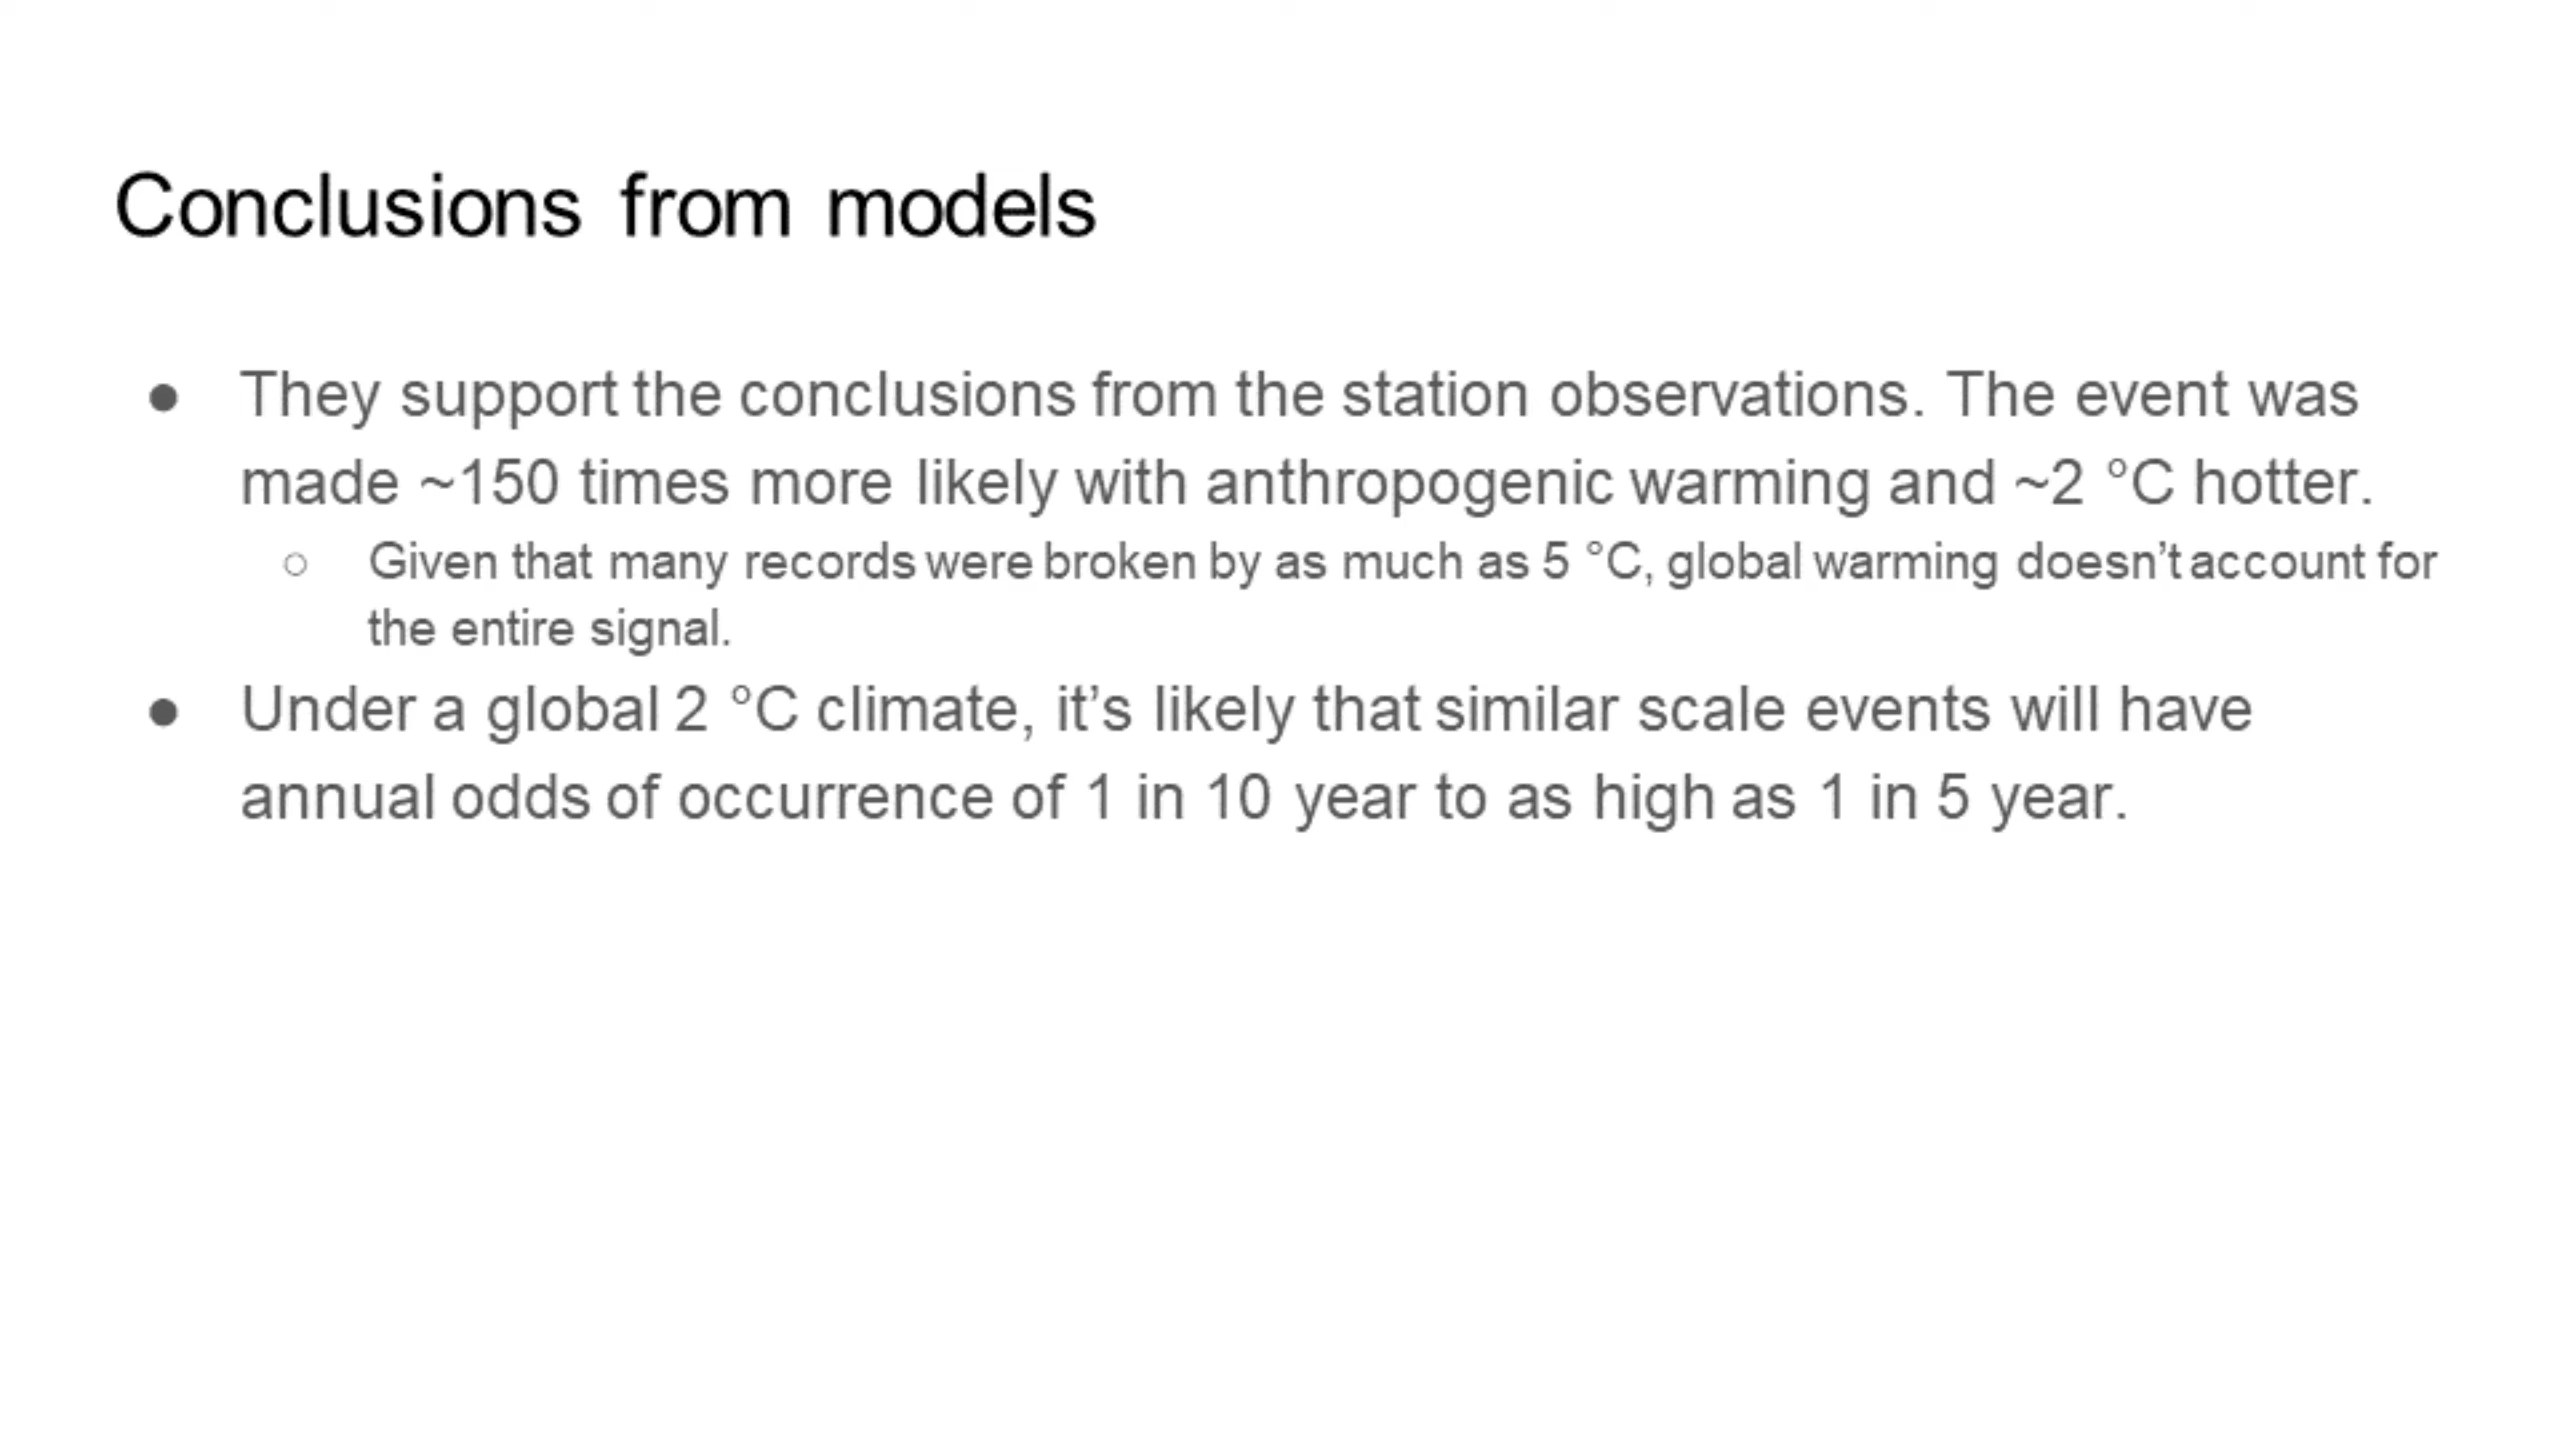 Conclusions from models
● They support the conclusions from the station observations. The event was
made ~150 times more likely with anthropogenic warming and ~2 °C hotter.
○ Given that many records were broken by as much as 5 °C, global warming doesn’t account for
the entire signal.
● Under a global 2 °C climate, it’s likely that similar scale events will have
annual odds of occurrence of 1 in 10 year to as high as 1 in 5 year.